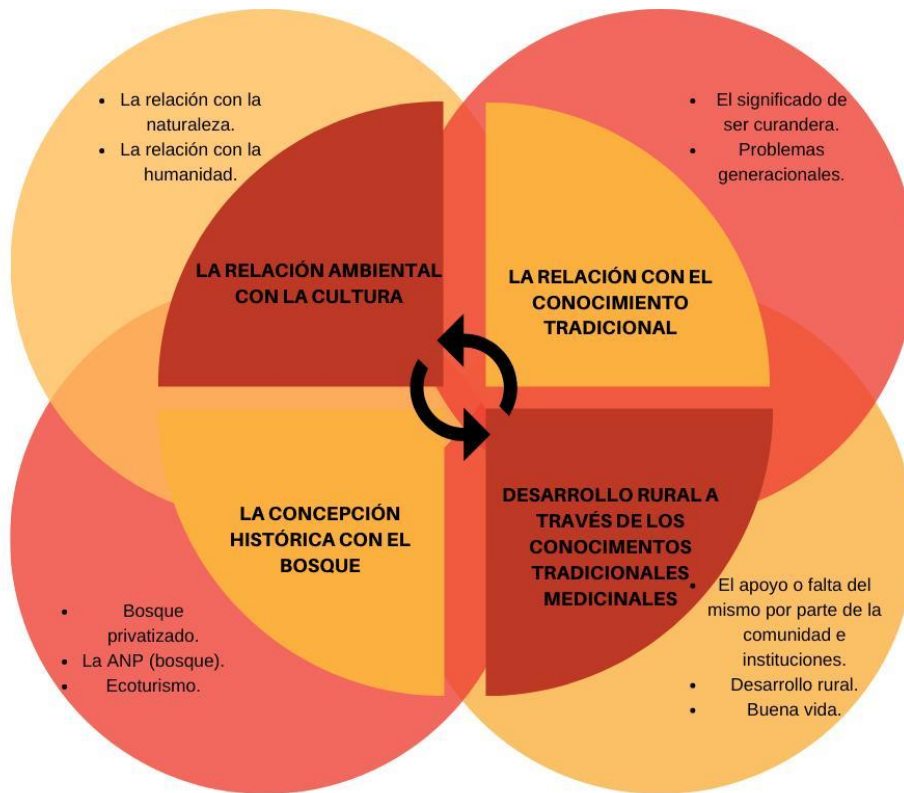 • La relación con la
naturaleza.
• La relación con la
humanidad.
• El significado de
ser curandera.
• Problemas
generacionales.
LA RELACIÓN AMBIENTAL
CON LA CULTURA
LA RELACIÓN CON EL
CONOCIMIENTO
TRADICIONAL
LA CONCEPCIÓN
HISTÓRICA CON EL
BOSQUE
DESARROLLO RURAL A
TRAVÉS DE LOS
CONOCIMENTOS
TRADICIONALES
MEDICINALES
• Bosque
privatizado.
• La ANP (bosque).
• Ecoturismo.
• El apoyo o falta del
mismo por parte de la
comunidad e
instituciones.
• Desarrollo rural.
• Buena vida.